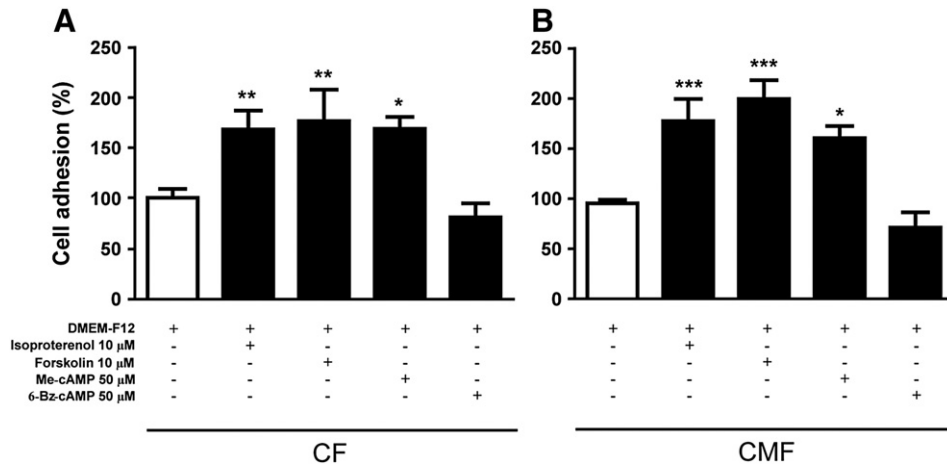 A B
250 250
** ** *** ***
200 * 200 *
150 150
100 100
50 50
0 0
Cell adhesion (%)
DMEM-F12 + + + + + + + + + +
Isoproterenol 10 μM - + - - - - + - - -
Forskolin 10 μM - - + - - - - + - -
Me-cAMP 50 μM - - - + - - - - + -
6-Bz-cAMP 50 μM - - - - + - - - - +
CF CMF